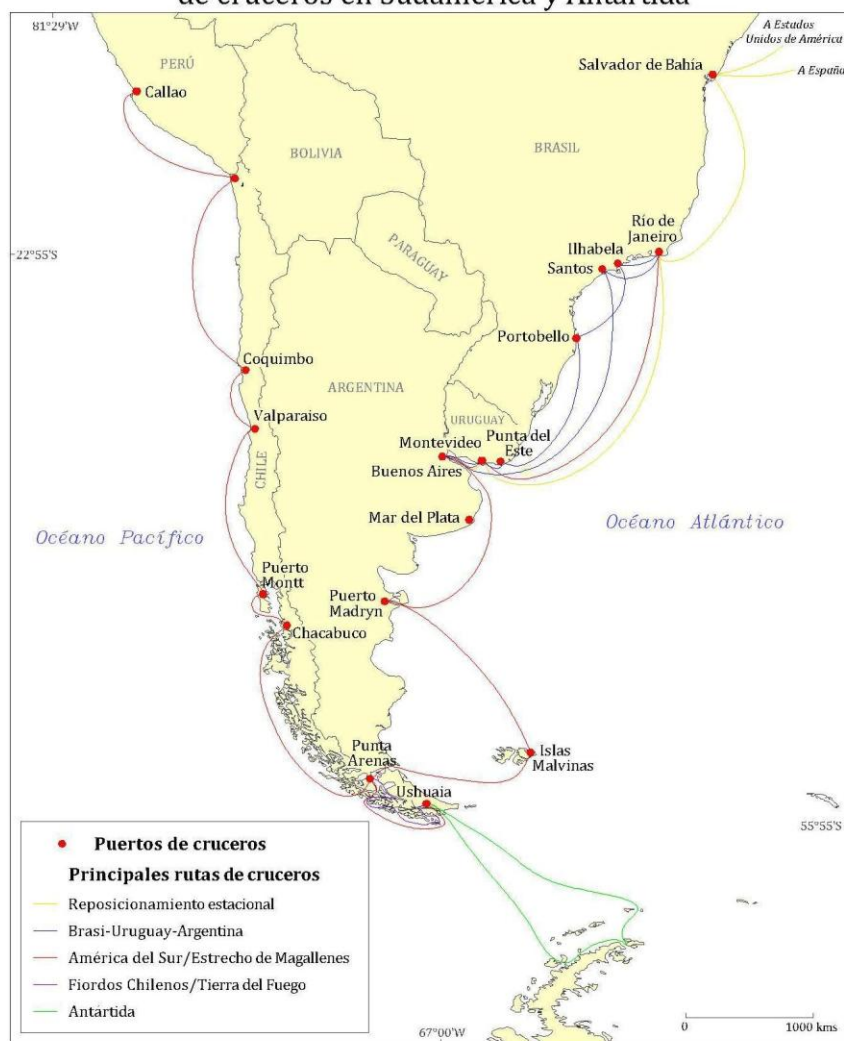 de cruceros en Sudamérica y Antártida
81°29'W
A Estados
Unidos de América
A España
PERÚ
Salvador de Bahía
Callao
BOLIVIA
BRASIL
Río de
Janeiro
Ilhabela
22°55'S
Santos
PARAGUAY
Portobello
Coquimbo
ARGENTINA
Valparaiso
URUGUAY
Montevideo
Punta del
Este
Buenos Aires
CHILE
Mar del Plata
Océano Pacífico
Océano Atlántico
Puerto
Montt
Puerto
Madryn
Chacabuco
Islas
Malvinas
Punta
Arenas
Ushuaia
55°55'S
Puertos de cruceros
Principales rutas de cruceros
Reposicionamiento estacional
Brasi-Uruguay-Argentina
América del Sur/Estrecho de Magallenes
Fiordos Chilenos/Tierra del Fuego
Antártida
67°00'W
0 1000 kms